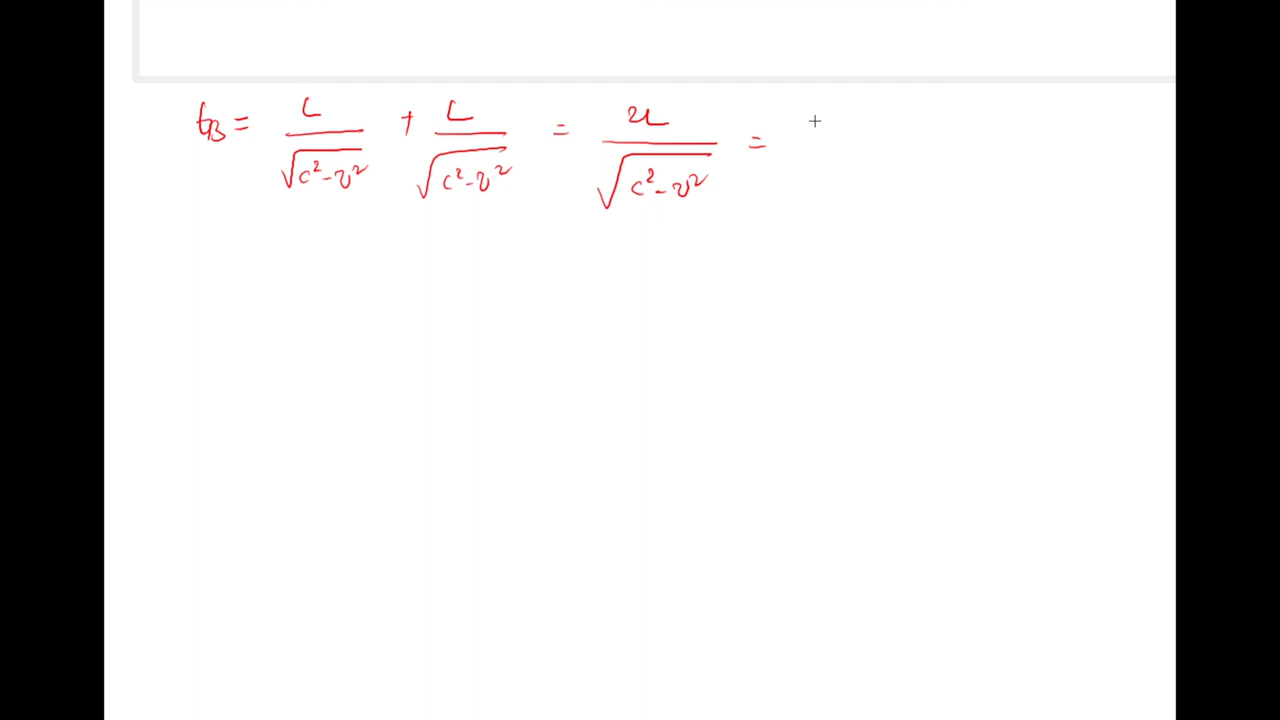 t_B = L/√(c²-v²) + L/√(c²-v²) = 2L/√(c²-v²) =